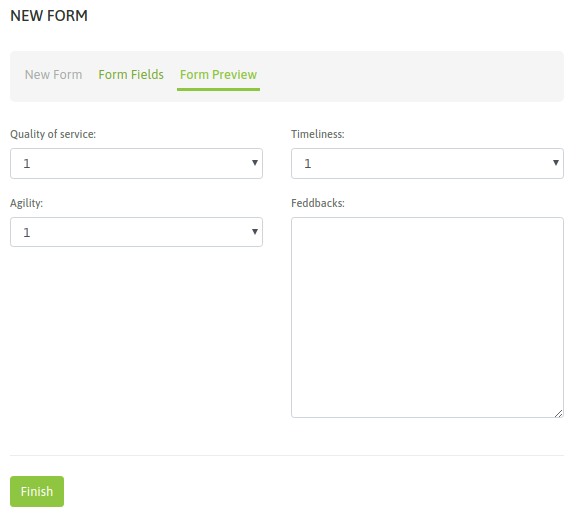 NEW FORM
New Form Form Fields Form Preview
Quality of service:
1
Timeliness:
1
Agility:
1
Feddbacks:
Finish